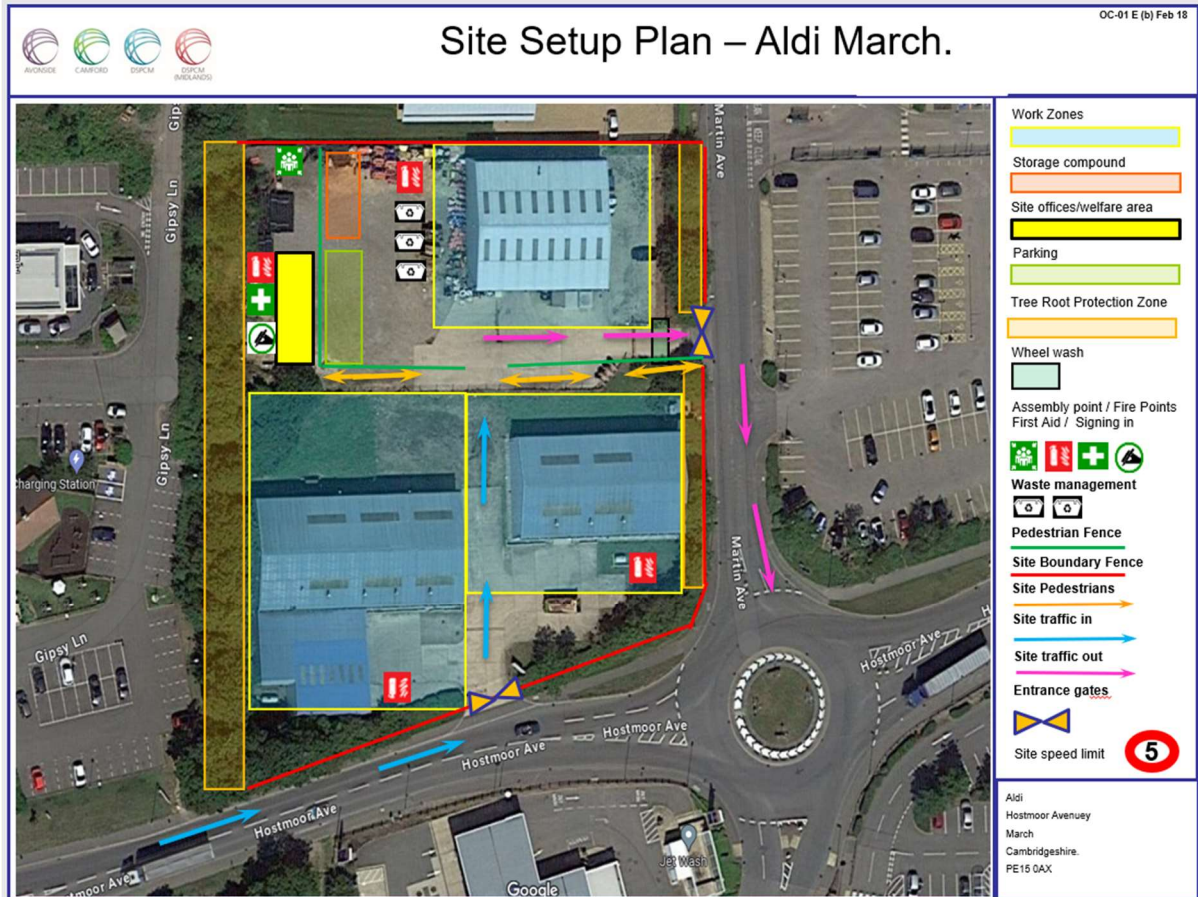 OC-01 E (b) Feb 18
AVONSIDE
CAMFORD
DSPCM
DSPCM
(MIDLANDS)
Site Setup Plan – Aldi March.
Gip
Gipsy Ln
Gipsy Ln
Gipsy Ln
Charging Station
Martin Ave
KEEP CLEAR
Martin Ave
Hostmoor Ave
Hostmoor Ave
Hostmoor Ave
Hostmoor Ave
Hostmoor Ave
H
Jet Wash
Google
Work Zones
Storage compound
Site offices/welfare area
Parking
Tree Root Protection Zone
Wheel wash
Assembly point / Fire Points
First Aid / Signing in
Waste management
Pedestrian Fence
Site Boundary Fence
Site Pedestrians
Site traffic in
Site traffic out
Entrance gates
Site speed limit
5
Aldi
Hostmoor Avenuey
March
Cambridgeshire.
PE15 0AX